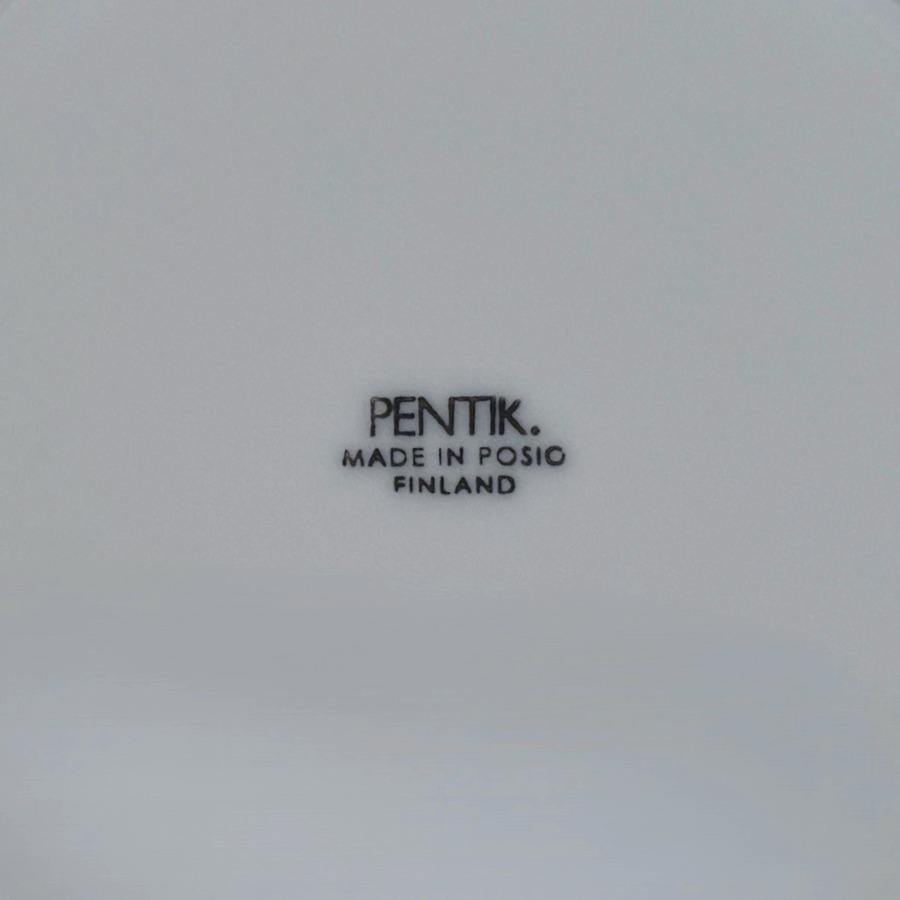 PENTIK.
MADE IN POSIO
FINLAND